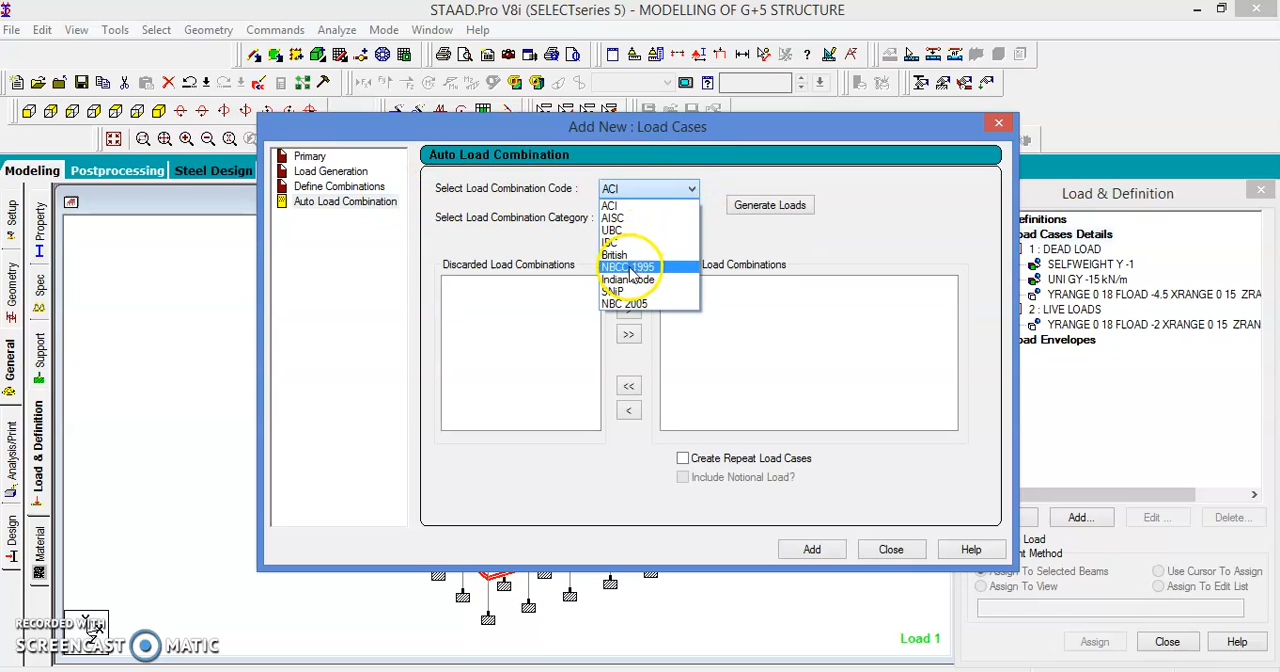 STAAD.Pro V8i (SELECTseries 5) - MODELLING OF G+5 STRUCTURE
File Edit View Tools Select Geometry Commands Analyze Mode Window Help
Modeling Postprocessing Steel Design
Setup
Geometry
General
Analysis/Print
Design
Property
Spec
Support
Load & Definition
Material
Add New : Load Cases
Primary
Load Generation
Define Combinations
Auto Load Combination
Auto Load Combination
Select Load Combination Code : ACI
ACI
AISC
UBC
IBC
British
NBCC 1995
Indian Code
SNiP
NBC 2005
Generate Loads
Select Load Combination Category :
Discarded Load Combinations
Load Combinations
>
>>
<<
<
Create Repeat Load Cases
Include Notional Load?
Add Close Help
Load & Definition
efinitions
oad Cases Details
1 : DEAD LOAD
SELFWEIGHT Y -1
UNI GY -15 kN/m
YRANGE 0 18 FLOAD -4.5 XRANGE 0 15 ZRA
2 : LIVE LOADS
YRANGE 0 18 FLOAD -2 XRANGE 0 15 ZRAN
oad Envelopes
Add... Edit ... Delete...
Load
nt Method
Assign To Selected Beams Use Cursor To Assign
Assign To View Assign To Edit List
Assign Close Help
Load 1
RECORDED WITH
SCREENCAST MATIC